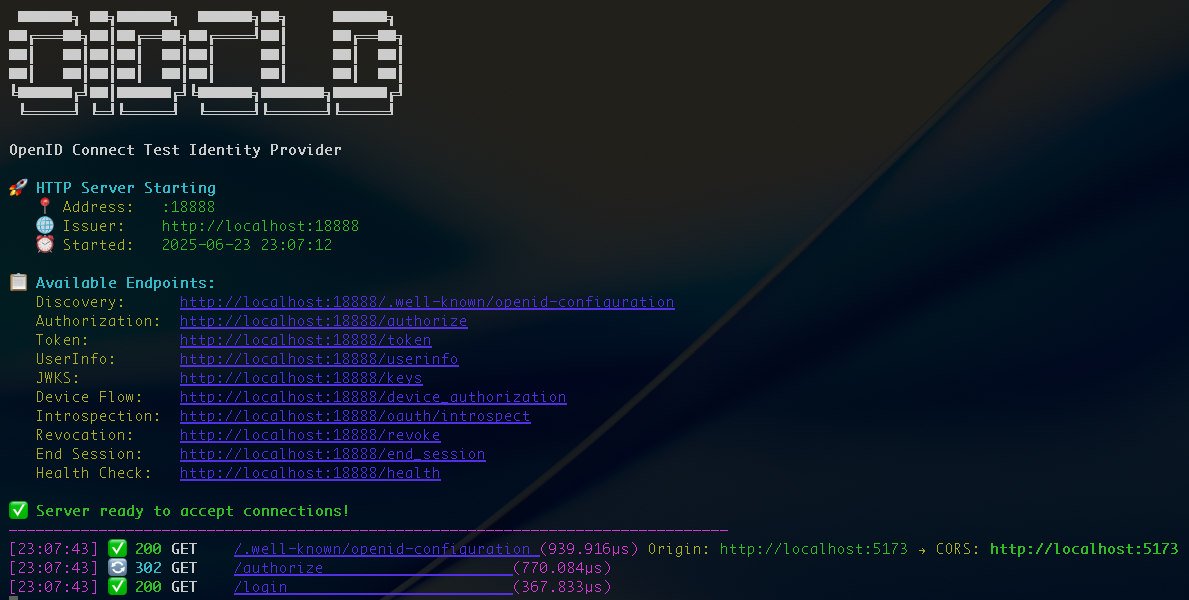 OIDCLD
OpenID Connect Test Identity Provider
🚀 HTTP Server Starting
📍 Address: :18888
🌐 Issuer: http://localhost:18888
⏰ Started: 2025-06-23 23:07:12
📋 Available Endpoints:
Discovery: http://localhost:18888/.well-known/openid-configuration
Authorization: http://localhost:18888/authorize
Token: http://localhost:18888/token
UserInfo: http://localhost:18888/userinfo
JWKS: http://localhost:18888/keys
Device Flow: http://localhost:18888/device_authorization
Introspection: http://localhost:18888/oauth/introspect
Revocation: http://localhost:18888/revoke
End Session: http://localhost:18888/end_session
Health Check: http://localhost:18888/health
✅ Server ready to accept connections!
[23:07:43] ✅ 200 GET /.well-known/openid-configuration (939.916µs) Origin: http://localhost:5173 → CORS: http://localhost:5173
[23:07:43] 🔄 302 GET /authorize (770.084µs)
[23:07:43] ✅ 200 GET /login (367.833µs)